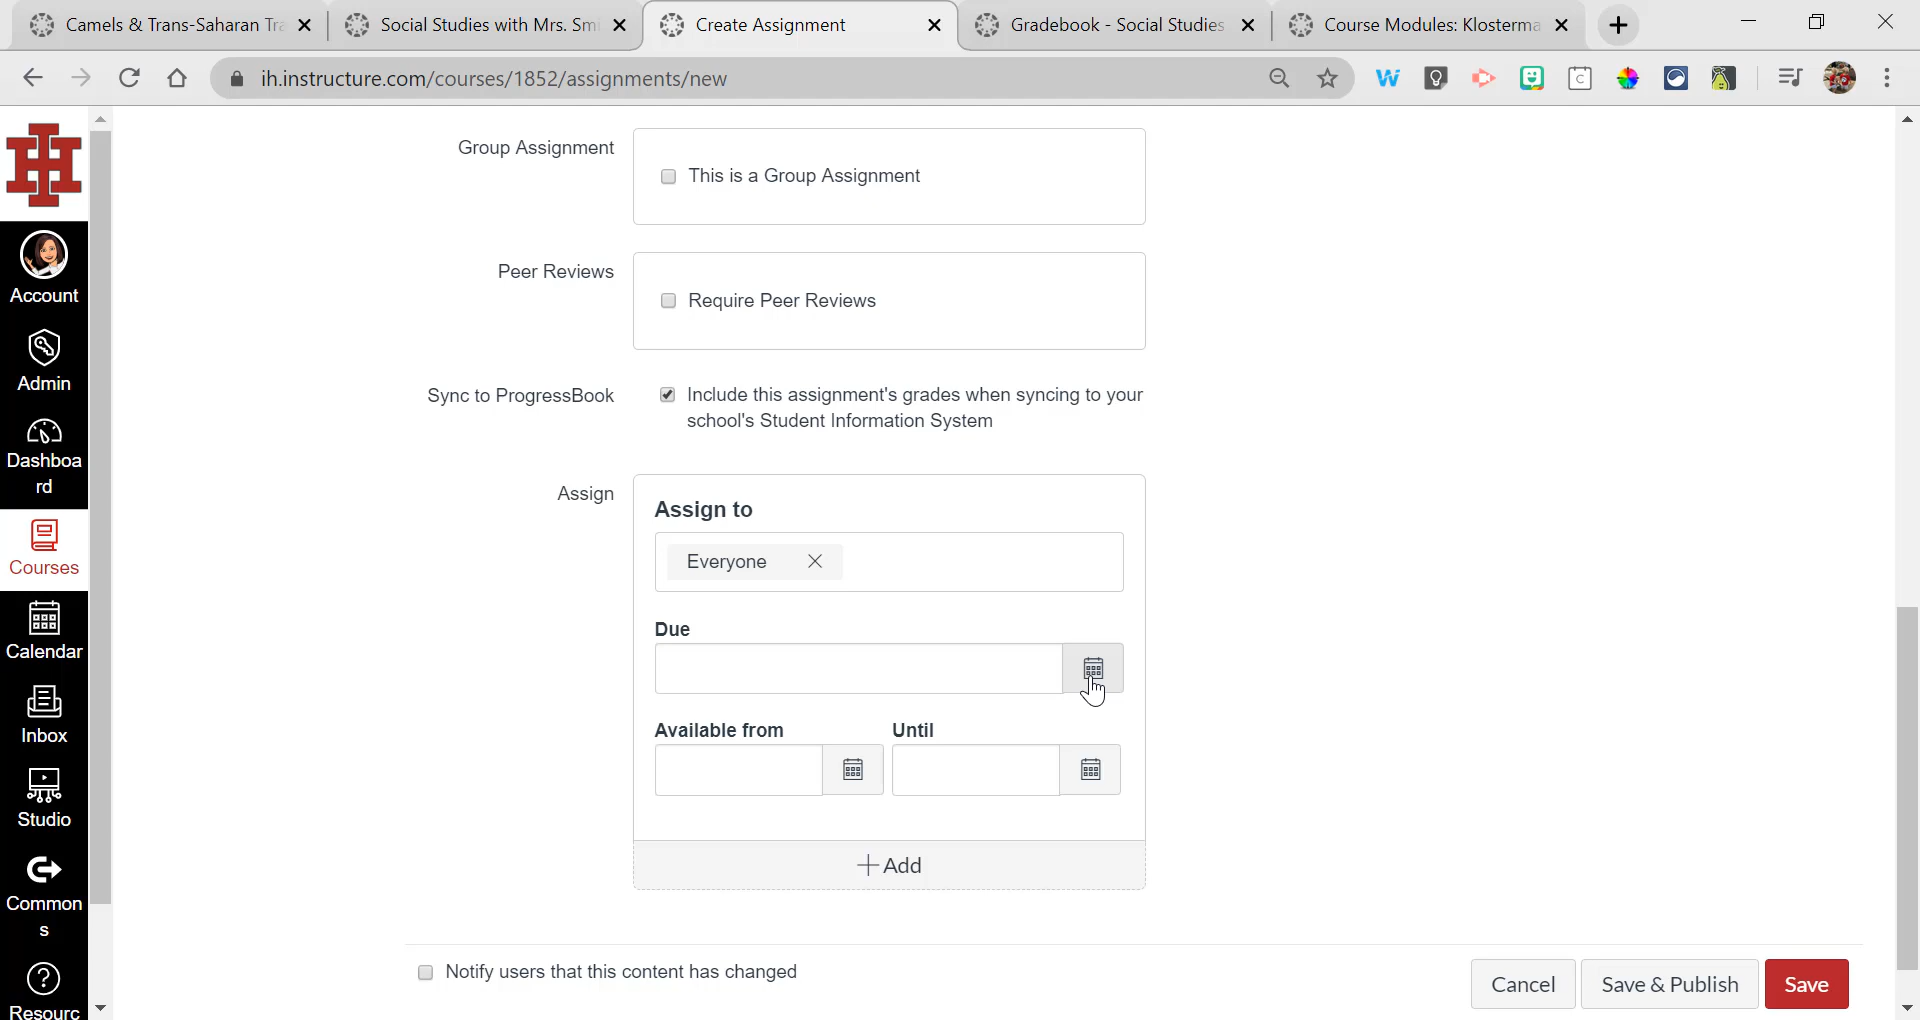 Camels & Trans-Saharan Tra
Social Studies with Mrs. Smi
Create Assignment
Gradebook - Social Studies
Course Modules: Klosterma
ih.instructure.com/courses/1852/assignments/new
Account
Admin
Dashboa
rd
Courses
Calendar
Inbox
Studio
Common
s
Resourc
Group Assignment
This is a Group Assignment
Peer Reviews
Require Peer Reviews
Sync to ProgressBook
Include this assignment's grades when syncing to your
school's Student Information System
Assign
Assign to
Everyone
Due
Available from
Until
Add
Notify users that this content has changed
Cancel
Save & Publish
Save